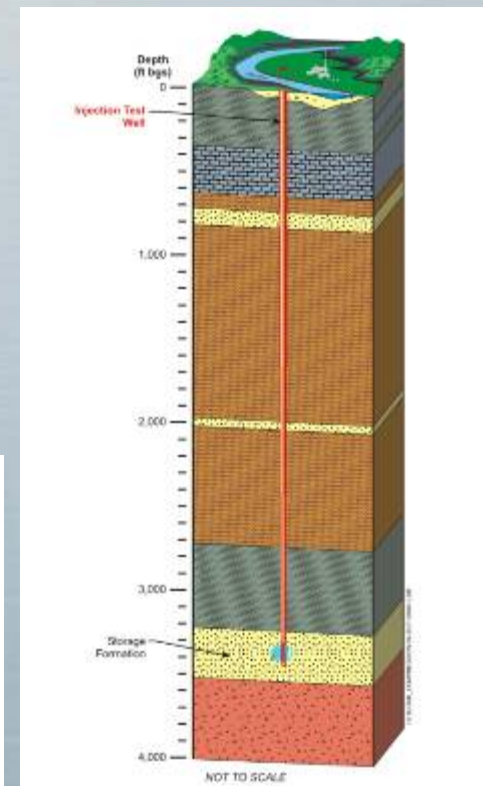 Depth
(ft bgs)
0
Injection Test
Well
1,000
2,000
3,000
Storage
Formation
4,000
NOT TO SCALE